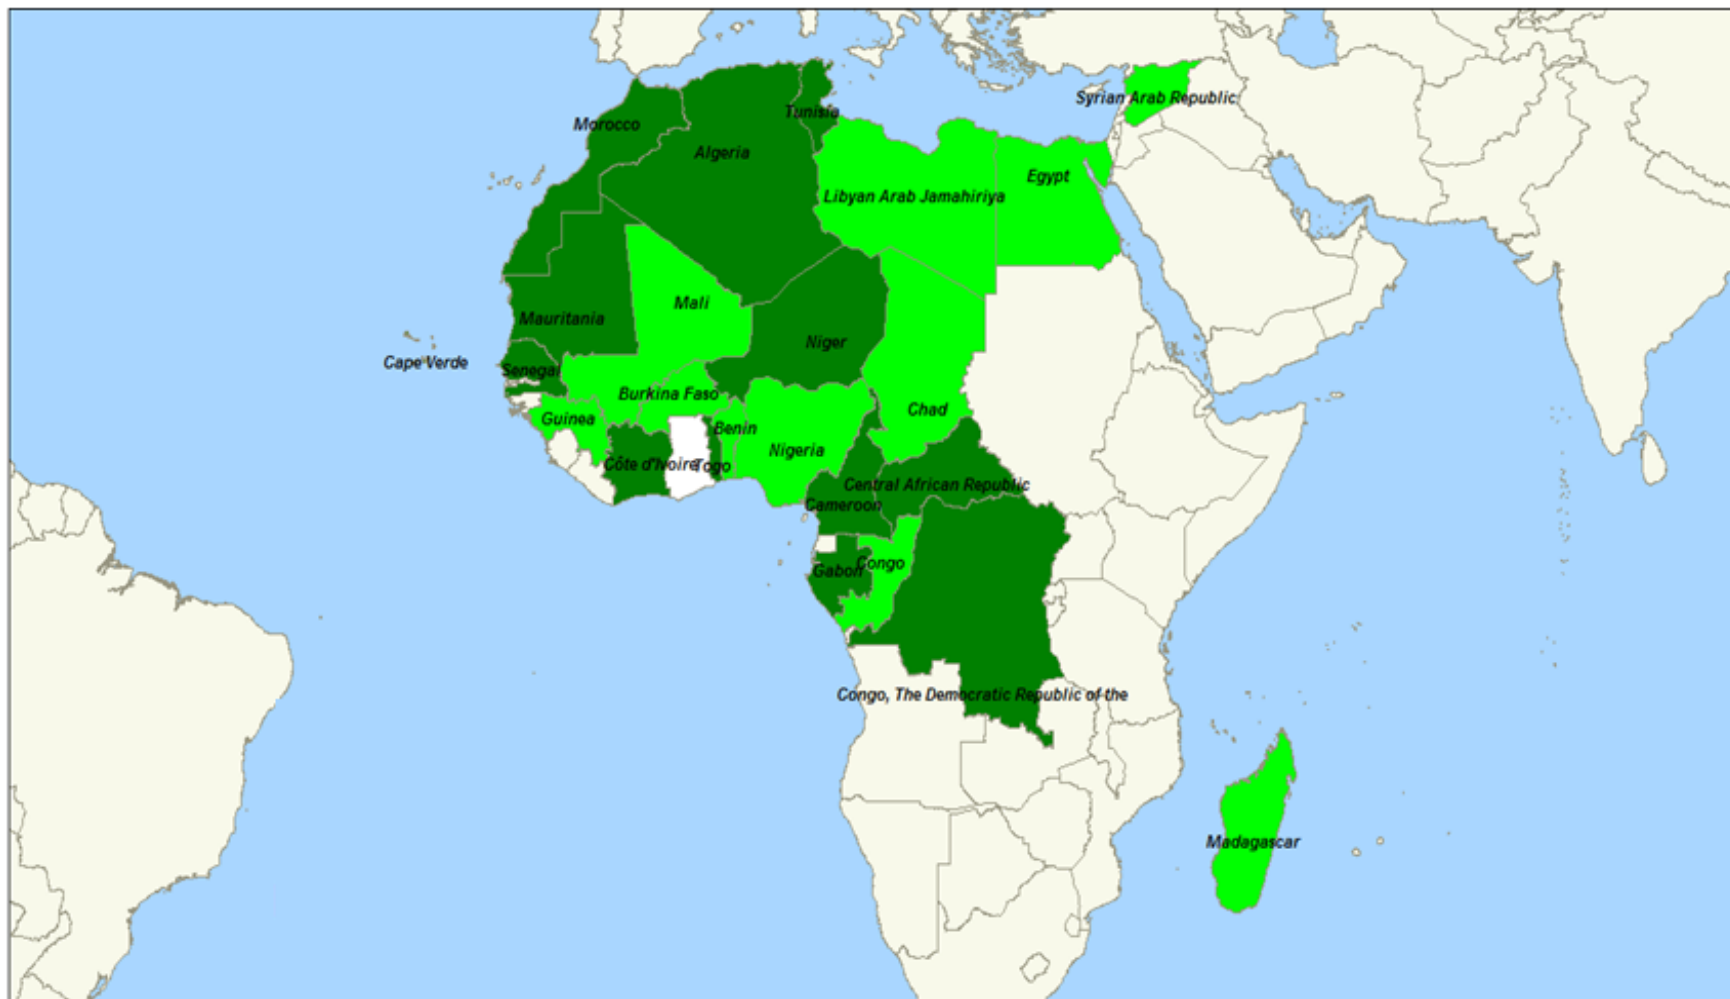 Syrian Arab Republic
Tunisia
Morocco
Algeria
Egypt
Libyan Arab Jamahiriya
Mali
Mauritania
Niger
Cape Verde
Senegal
Burkina Faso
Chad
Guinea
Benin
Nigeria
Côte d'Ivoire
Togo
Central African Republic
Cameroon
Congo
Gabon
Congo, The Democratic Republic of the
Madagascar